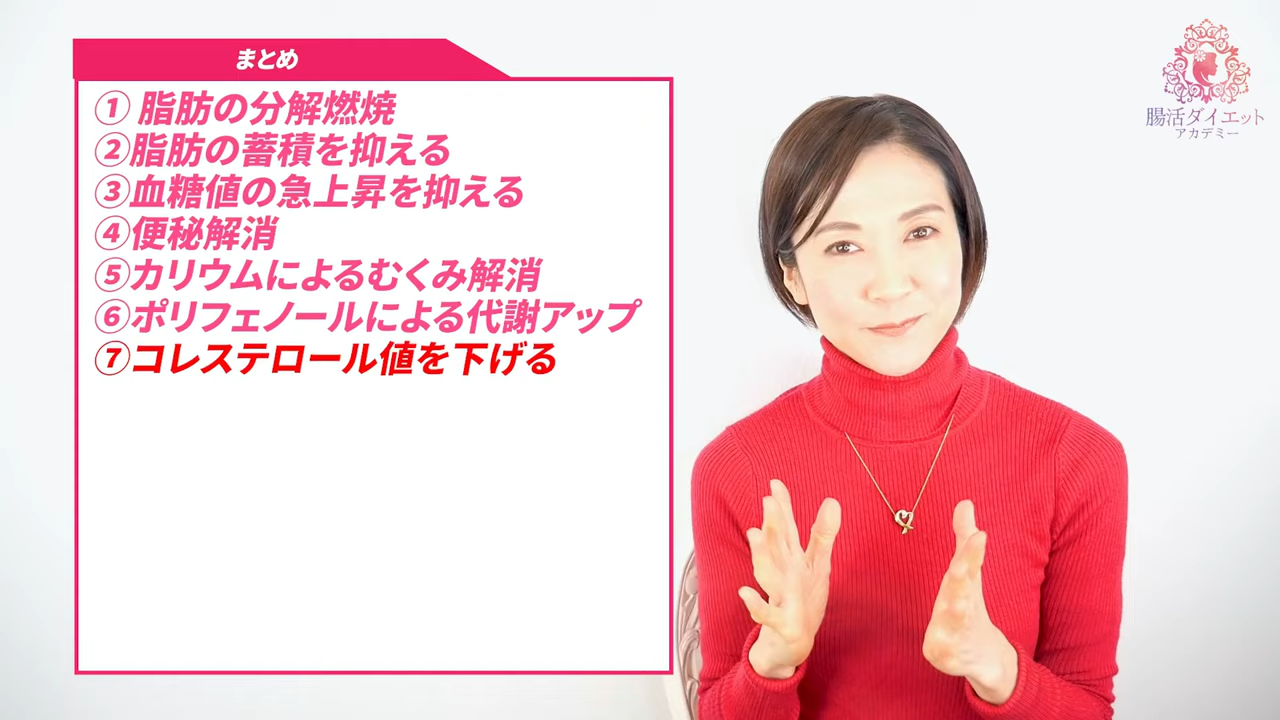 まとめ
① 脂肪の分解燃焼
②脂肪の蓄積を抑える
③血糖値の急上昇を抑える
④便秘解消
⑤カリウムによるむくみ解消
⑥ポリフェノールによる代謝アップ
⑦コレステロール値を下げる
腸活ダイエット
アカデミー